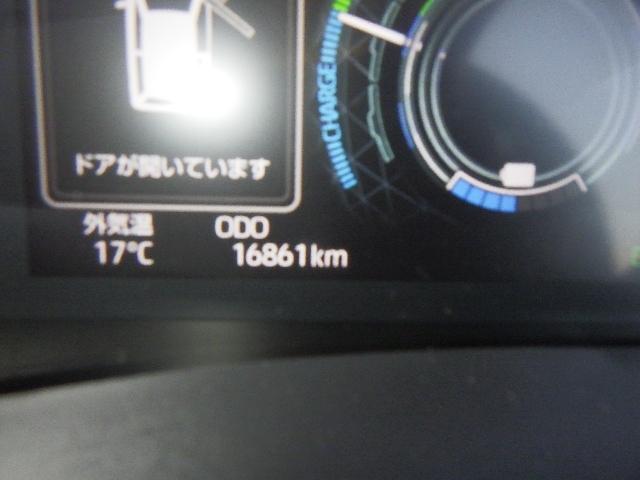 CHARGE
ドアが開いています
外気温
17℃
ODO
16861km